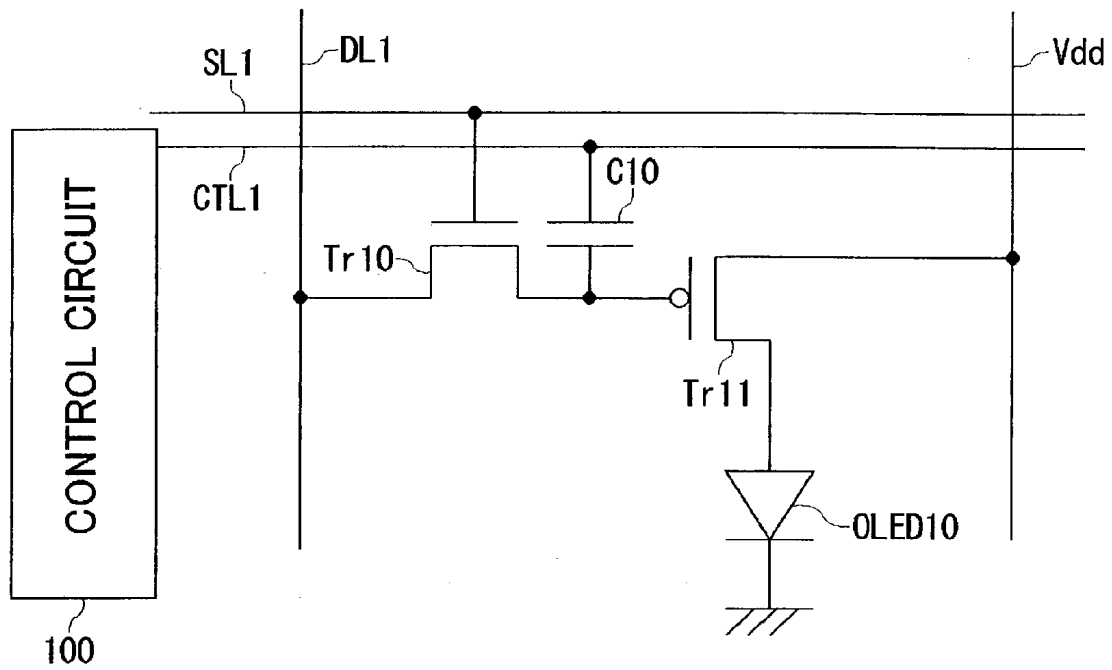 DL1
Vdd
SL1
CTL1
C10
Tr10
CONTROL CIRCUIT
Tr11
OLED10
100